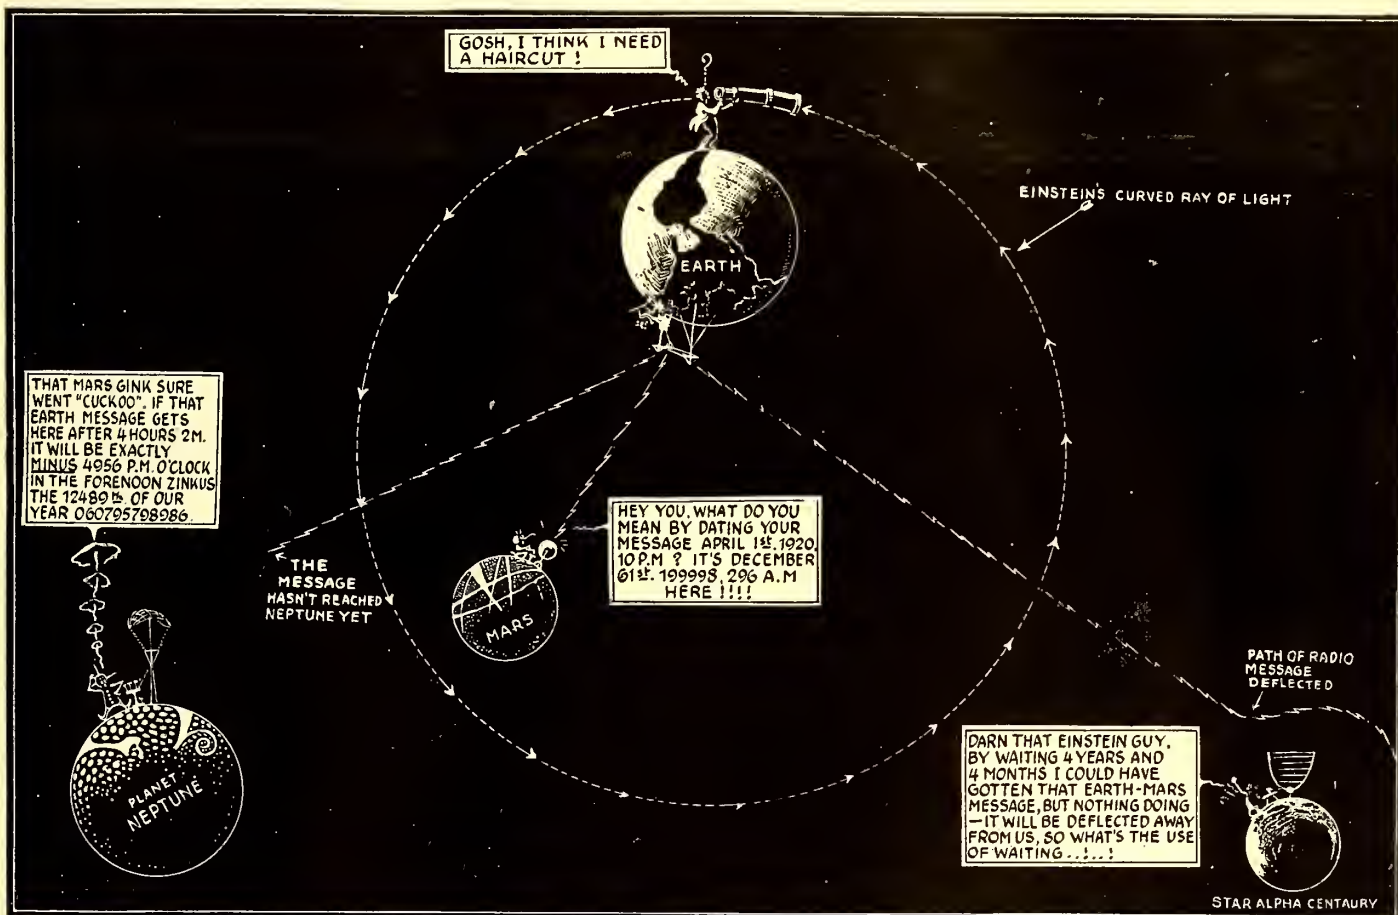 GOSH, I THINK I NEED
A HAIRCUT !
EINSTEIN'S CURVED RAY OF LIGHT
EARTH
THAT MARS GINK SURE
WENT "CUCKOO". IF THAT
EARTH MESSAGE GETS
HERE AFTER 4 HOURS 2M.
IT WILL BE EXACTLY
MINUS 4956 P.M. O'CLOCK
IN THE FORENOON ZINKUS
THE 12489th OF OUR
YEAR 060795798986.
THE
MESSAGE
HASN'T REACHED
NEPTUNE YET
HEY YOU, WHAT DO YOU
MEAN BY DATING YOUR
MESSAGE APRIL 1st, 1920,
10 P.M ? IT'S DECEMBER
61st. 199998, 296 A.M
HERE !!!!
MARS
PLANET
NEPTUNE
PATH OF RADIO
MESSAGE
DEFLECTED
DARN THAT EINSTEIN GUY.
BY WAITING 4 YEARS AND
4 MONTHS I COULD HAVE
GOTTEN THAT EARTH-MARS
MESSAGE, BUT NOTHING DOING
—IT WILL BE DEFLECTED AWAY
FROM US, SO WHAT'S THE USE
OF WAITING..!..!
STAR ALPHA CENTAURY
?